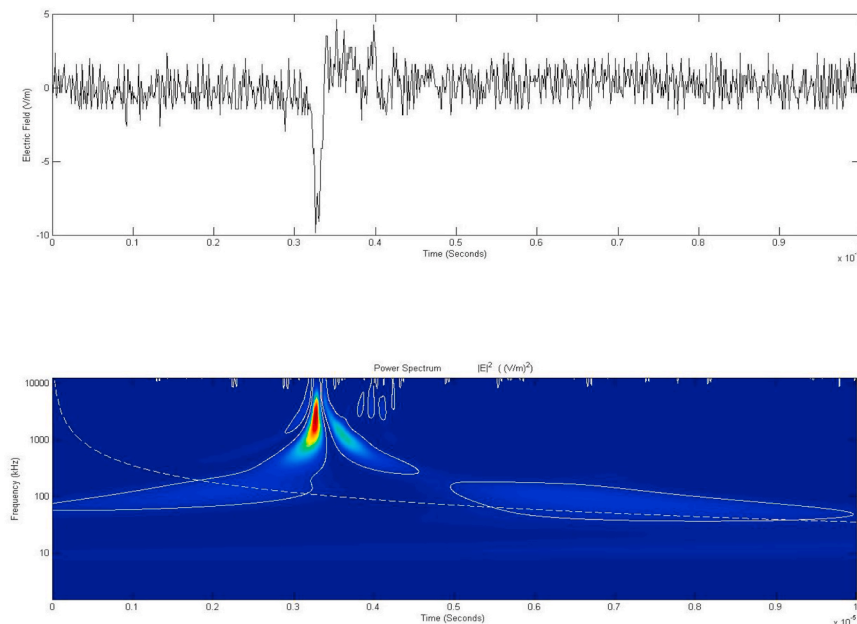 5
0
-5
-10
Electric Field (V/m)
0 0.1 0.2 0.3 0.4 0.5 0.6 0.7 0.8 0.9
Time (Seconds)
x 10⁻
Power Spectrum |E|² ( (V/m)²)
10000
1000
100
10
Frequency (kHz)
0 0.1 0.2 0.3 0.4 0.5 0.6 0.7 0.8 0.9 1
Time (Seconds)
x 10⁻⁵